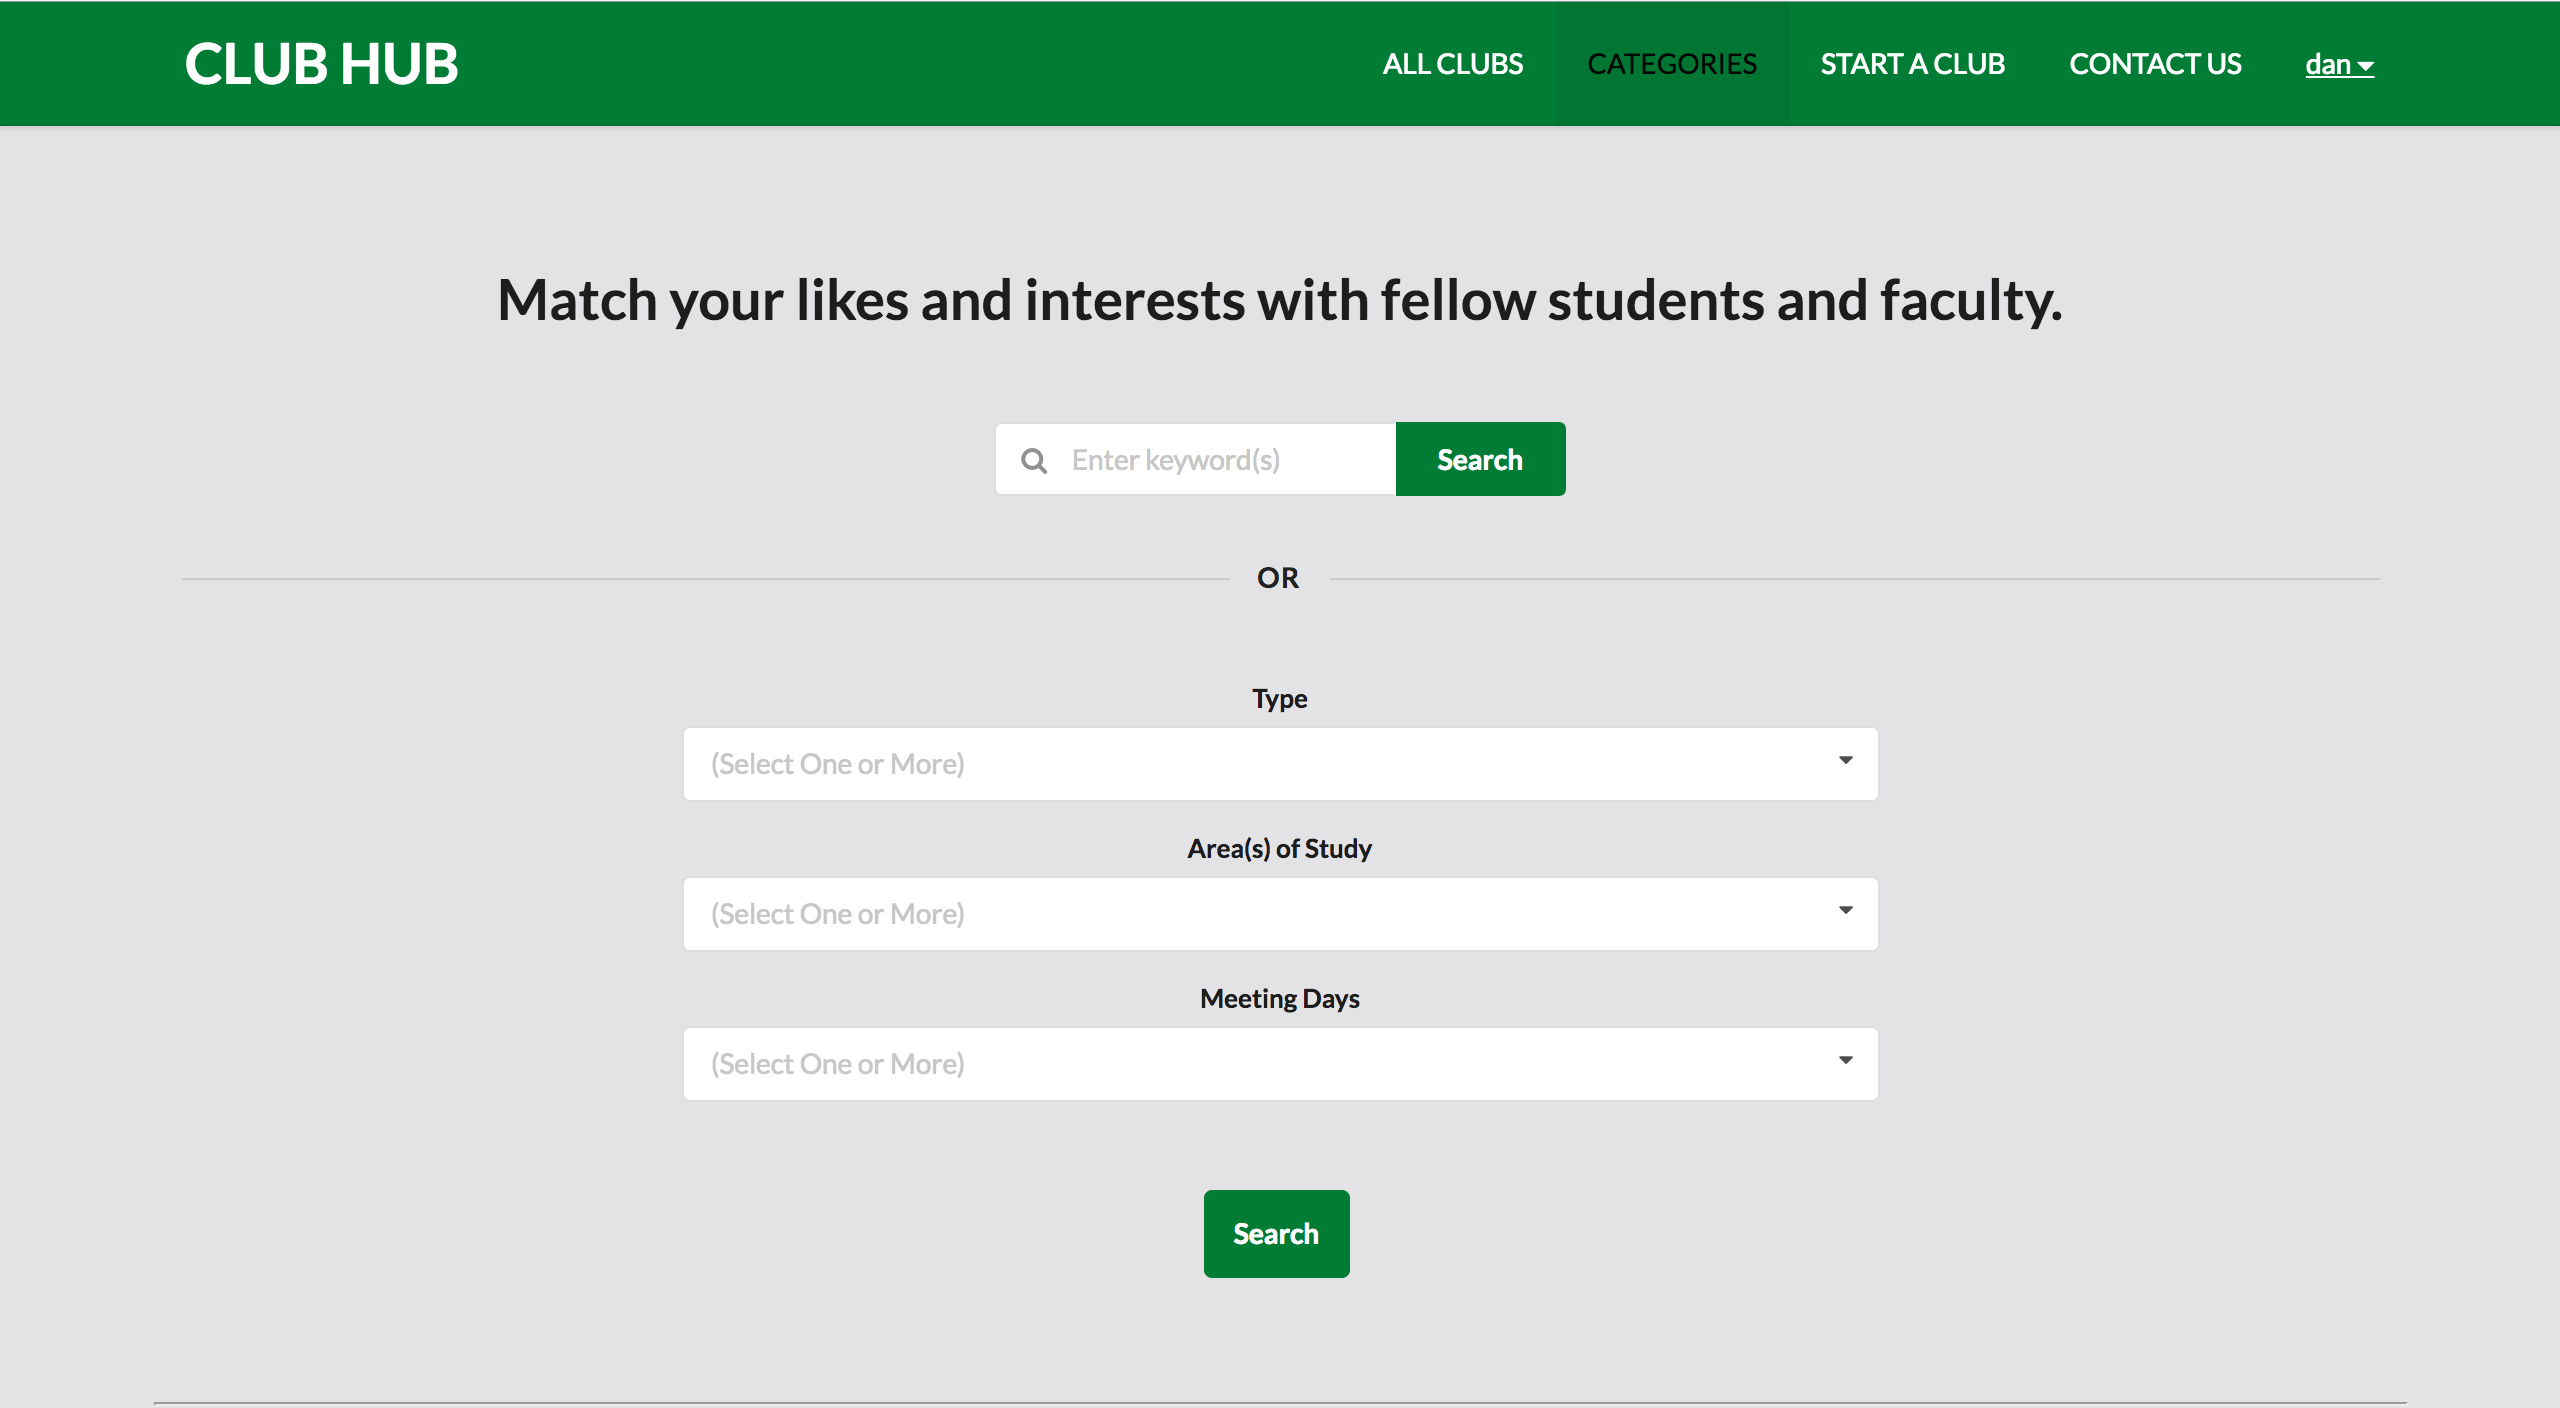 CLUB HUB
ALL CLUBS
CATEGORIES
START A CLUB
CONTACT US
dan
Match your likes and interests with fellow students and faculty.
Enter keyword(s)
Search
OR
Type
(Select One or More)
Area(s) of Study
(Select One or More)
Meeting Days
(Select One or More)
Search